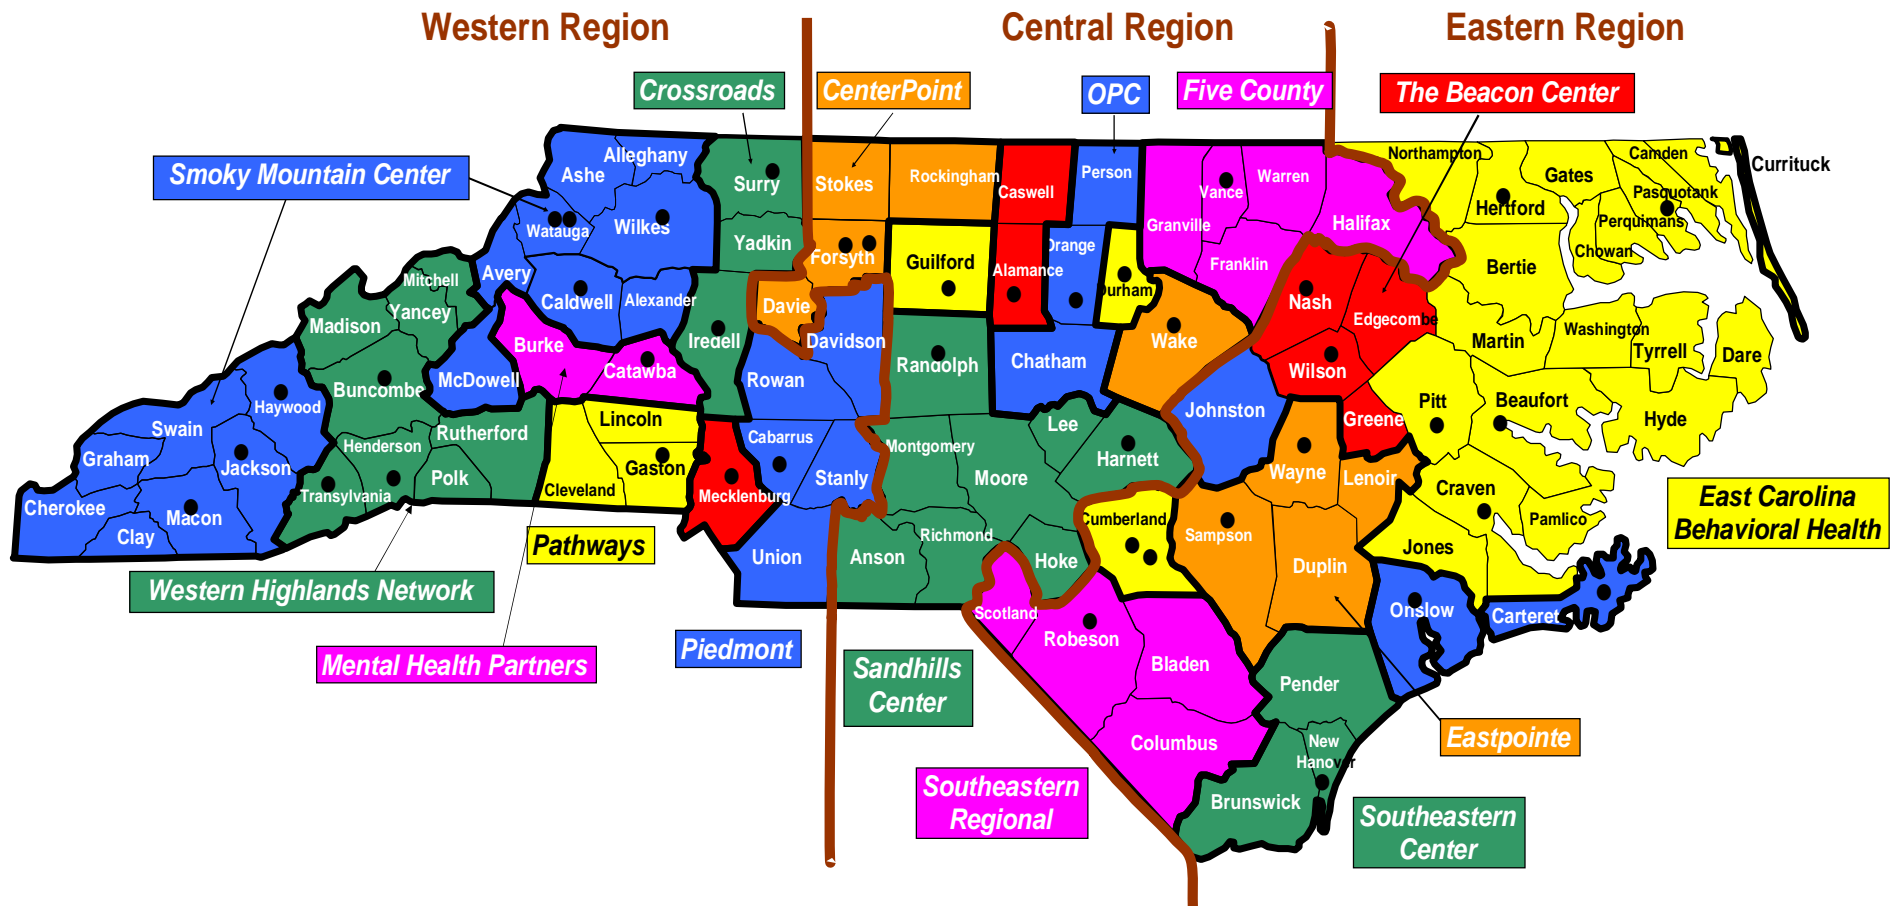 Western Region
Central Region
Eastern Region
Crossroads
CenterPoint
OPC
Five County
The Beacon Center
Smoky Mountain Center
Alleghany
Ashe
Surry
Stokes
Rockingham
Caswell
Person
Vance
Warren
Granville
Northampton
Gates
Camden
Currituck
Pasquotank
Hertford
Perquimans
Halifax
Watauga
Wilkes
Yadkin
Forsyth
Guilford
Alamance
Orange
Durham
Franklin
Nash
Edgecombe
Bertie
Chowan
Avery
Mitchell
Caldwell
Alexander
Yancey
Madison
Davie
Iredell
Davidson
Randolph
Chatham
Wake
Wilson
Martin
Washington
Tyrrell
Dare
Burke
Catawba
McDowell
Buncombe
Rowan
Haywood
Swain
Johnston
Greene
Pitt
Beaufort
Hyde
Lincoln
Rutherford
Henderson
Cabarrus
Montgomery
Lee
Harnett
Graham
Jackson
Polk
Gaston
Cleveland
Transylvania
Mecklenburg
Stanly
Moore
Wayne
Lenoir
Craven
Pamlico
Cherokee
Macon
Clay
Union
Anson
Richmond
Hoke
Cumberland
Sampson
Duplin
Jones
East Carolina
Behavioral Health
Pathways
Western Highlands Network
Scotland
Robeson
Bladen
Onslow
Carteret
Mental Health Partners
Piedmont
Sandhills
Center
Pender
Columbus
New
Hanover
Eastpointe
Brunswick
Southeastern
Regional
Southeastern
Center